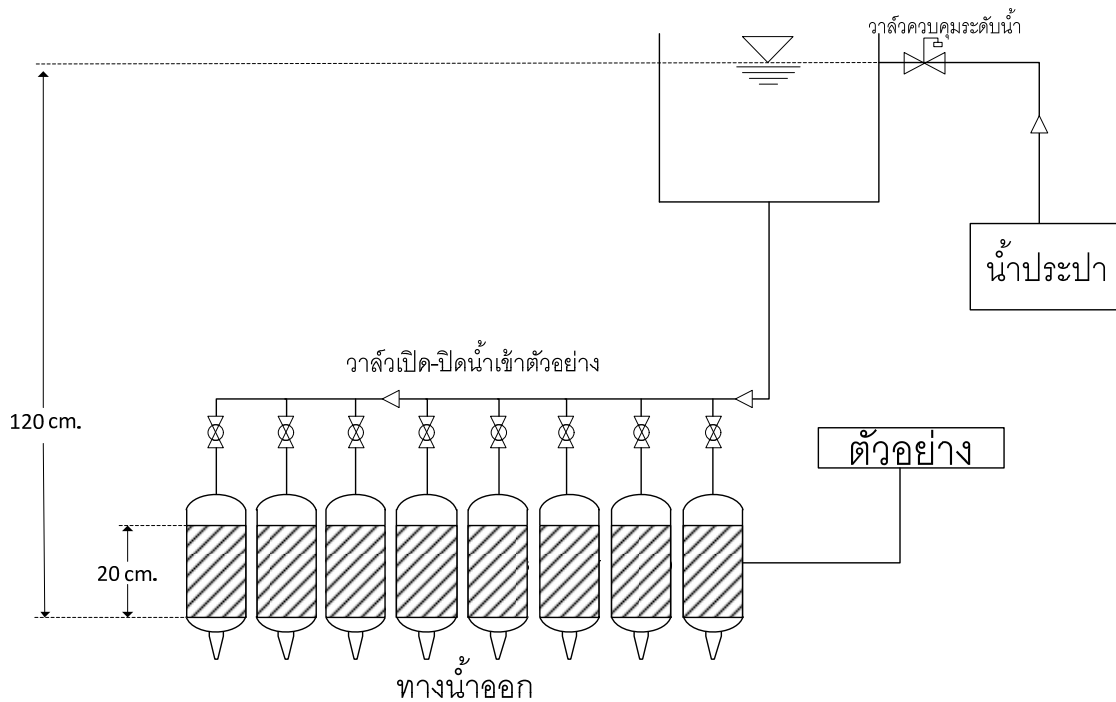 วาล์วควบคุมระดับน้ำ
น้ำประปา
วาล์วเปิด-ปิดน้ำเข้าตัวอย่าง
120 cm.
ตัวอย่าง
20 cm.
ทางน้ำออก